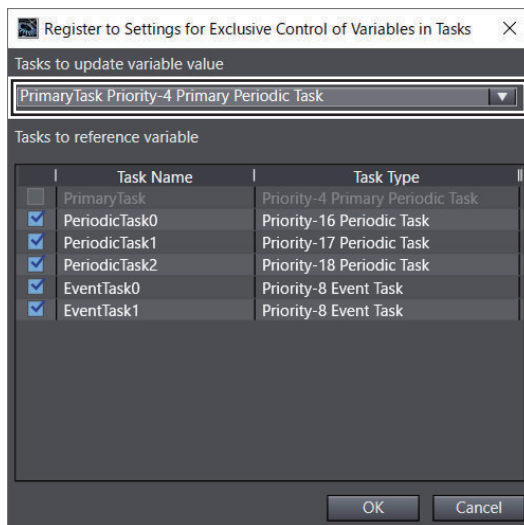 Register to Settings for Exclusive Control of Variables in Tasks
Tasks to update variable value
PrimaryTask Priority-4 Primary Periodic Task
Tasks to reference variable
Task Name Task Type
PrimaryTask Priority-4 Primary Periodic Task
PeriodicTask0 Priority-16 Periodic Task
PeriodicTask1 Priority-17 Periodic Task
PeriodicTask2 Priority-18 Periodic Task
EventTask0 Priority-8 Event Task
EventTask1 Priority-8 Event Task
OK Cancel